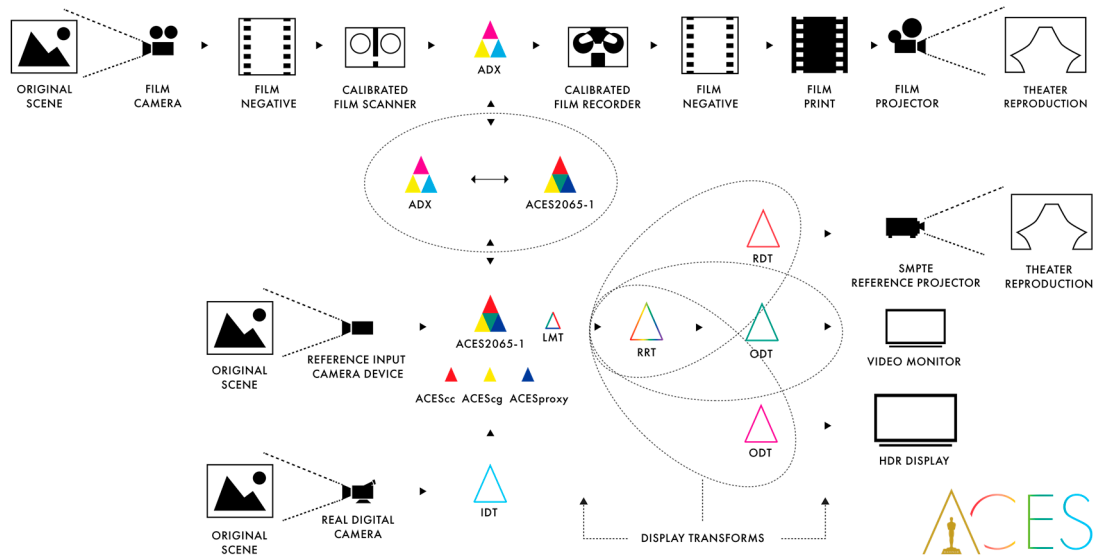 ORIGINAL
SCENE
FILM
CAMERA
FILM
NEGATIVE
CALIBRATED
FILM SCANNER
ADX
CALIBRATED
FILM RECORDER
FILM
NEGATIVE
FILM
PRINT
FILM
PROJECTOR
THEATER
REPRODUCTION
ADX
ACES2065-1
RDT
SMPTE
REFERENCE PROJECTOR
THEATER
REPRODUCTION
ORIGINAL
SCENE
REFERENCE INPUT
CAMERA DEVICE
ACES2065-1
LMT
ACEScc
ACEScg
ACESproxy
RRT
ODT
VIDEO MONITOR
ODT
HDR DISPLAY
ORIGINAL
SCENE
REAL DIGITAL
CAMERA
IDT
DISPLAY TRANSFORMS
ACES